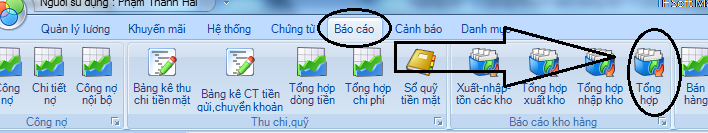 Người sử dụng : Phạm Thanh Hải
Quản lý lương Khuyến mãi Hệ thống Chứng từ Báo cáo Cảnh báo Danh mục
Công nợ
Chi tiết nợ
Công nợ nội bộ
Bảng kê thu chi tiền mặt
Bảng kê CT tiền gửi,chuyển khoản
Tổng hợp dòng tiền
Tổng hợp chi phí
Sổ quỹ tiền mặt
Xuất-nhập-tồn các kho
Tổng hợp xuất kho
Tổng hợp nhập kho
Tổng hợp
Bán hàng
Công nợ Thu chi,quỹ Báo cáo kho hàng